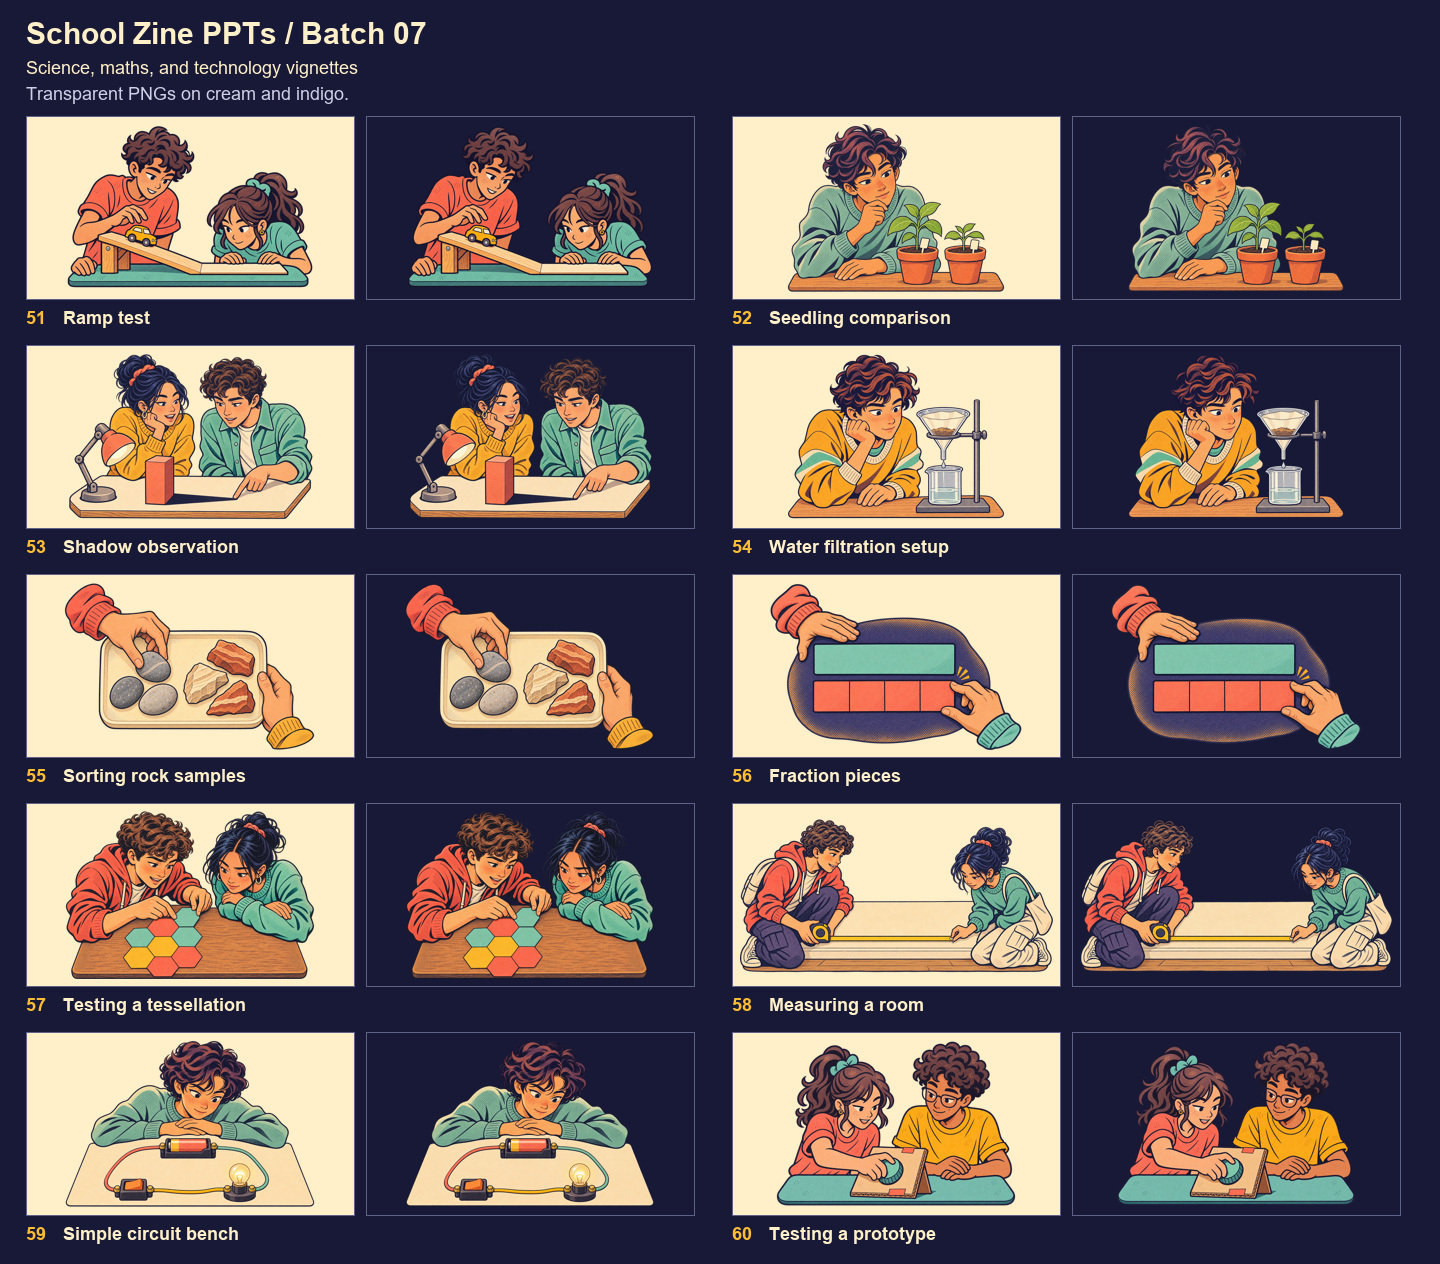 School Zine PPTs / Batch 07
Science, maths, and technology vignettes
Transparent PNGs on cream and indigo.
51 Ramp test
52 Seedling comparison
53 Shadow observation
54 Water filtration setup
55 Sorting rock samples
56 Fraction pieces
57 Testing a tessellation
58 Measuring a room
59 Simple circuit bench
60 Testing a prototype